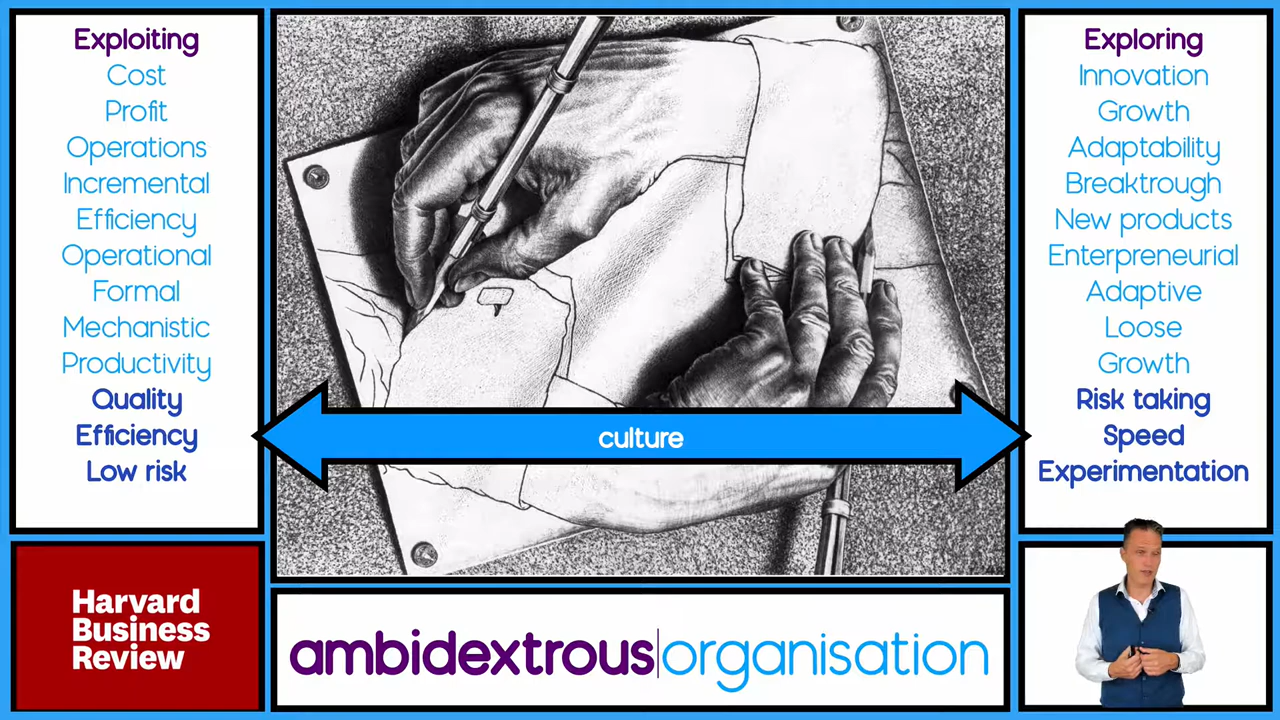 Exploiting
Cost
Profit
Operations
Incremental
Efficiency
Operational
Formal
Mechanistic
Productivity
Quality
Efficiency
Low risk
culture
Exploring
Innovation
Growth
Adaptability
Breaktrough
New products
Enterpreneurial
Adaptive
Loose
Growth
Risk taking
Speed
Experimentation
Harvard
Business
Review
ambidextrous|organisation